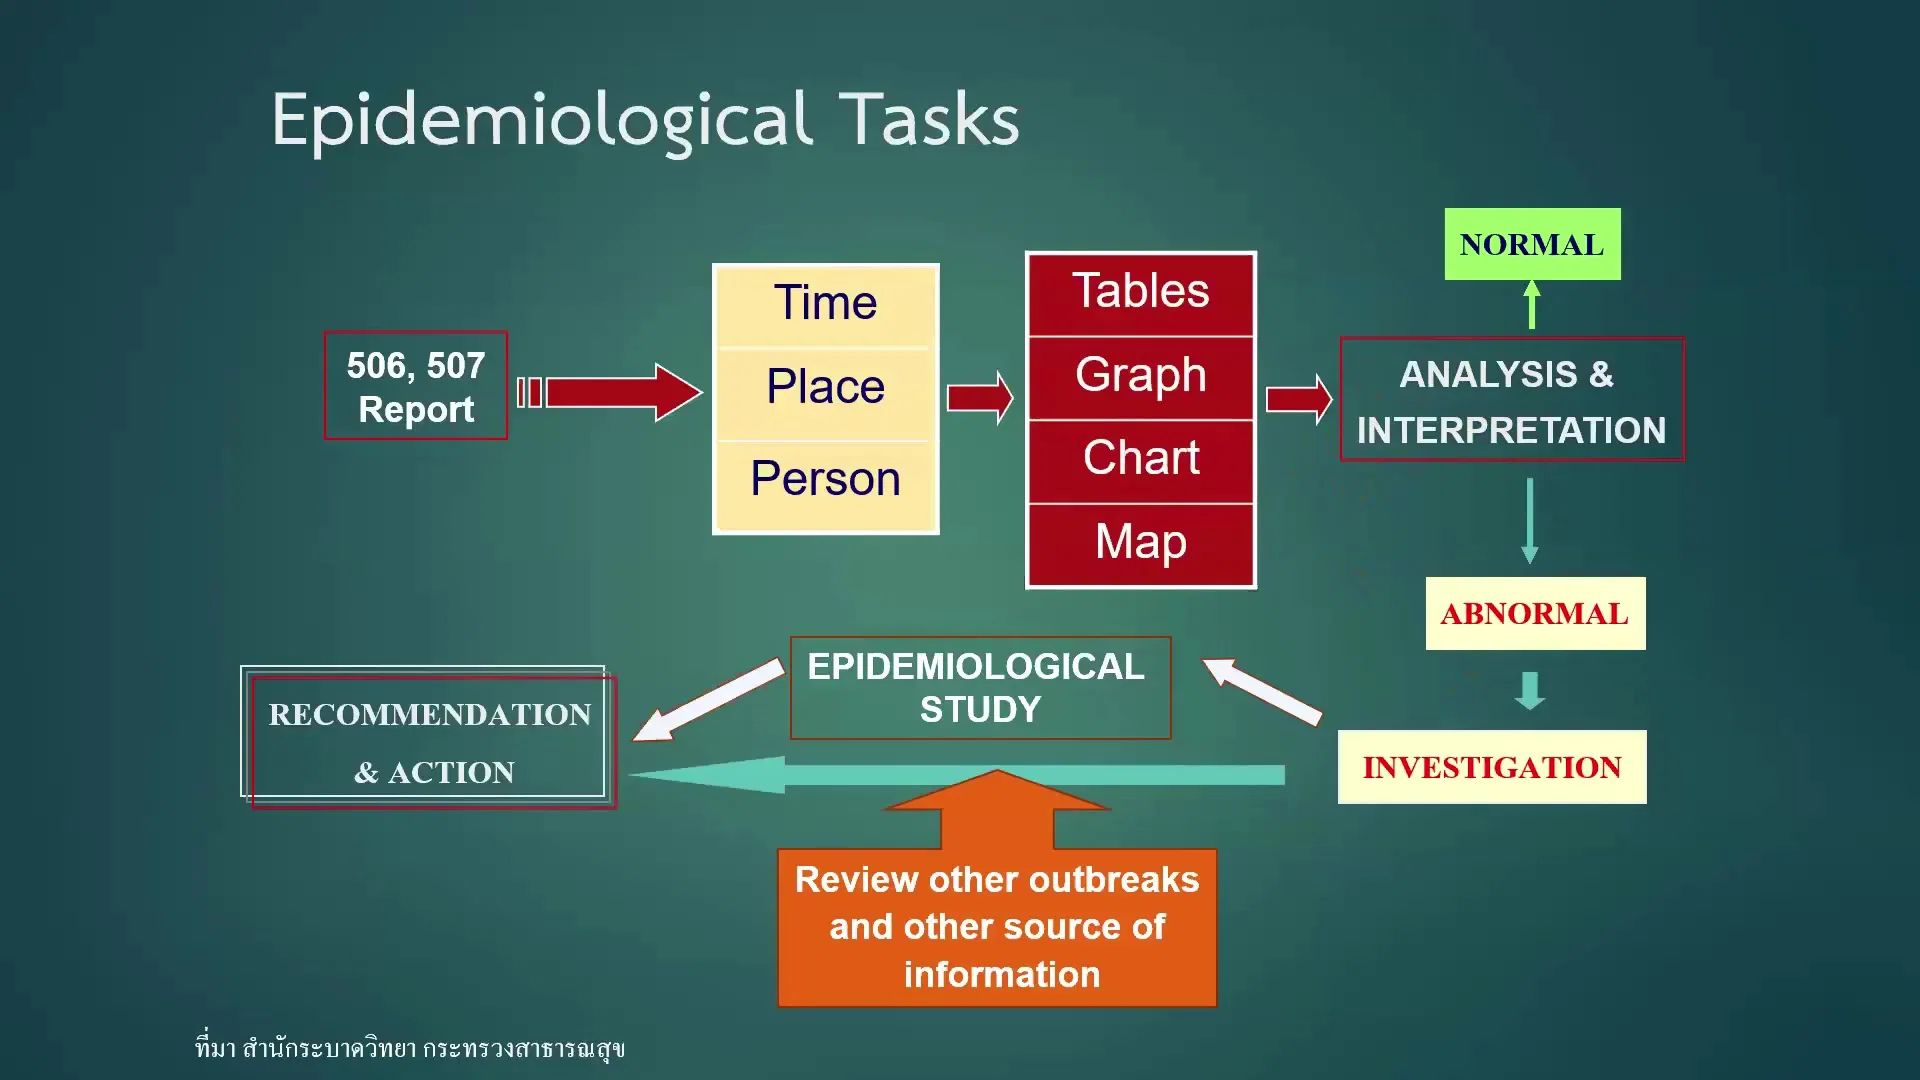 Epidemiological Tasks
506, 507
Report
Time
Place
Person
Tables
Graph
Chart
Map
NORMAL
ANALYSIS &
INTERPRETATION
ABNORMAL
INVESTIGATION
EPIDEMIOLOGICAL
STUDY
RECOMMENDATION
& ACTION
Review other outbreaks
and other source of
information
ที่มา สำนักระบาดวิทยา กระทรวงสาธารณสุข